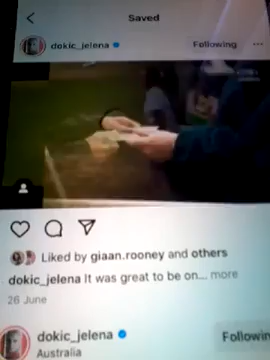 Saved
dokic_jelena
Following
Liked by giaan.rooney and others
dokic_jelena It was great to be on... more
26 June
dokic_jelena
Followin
Australia